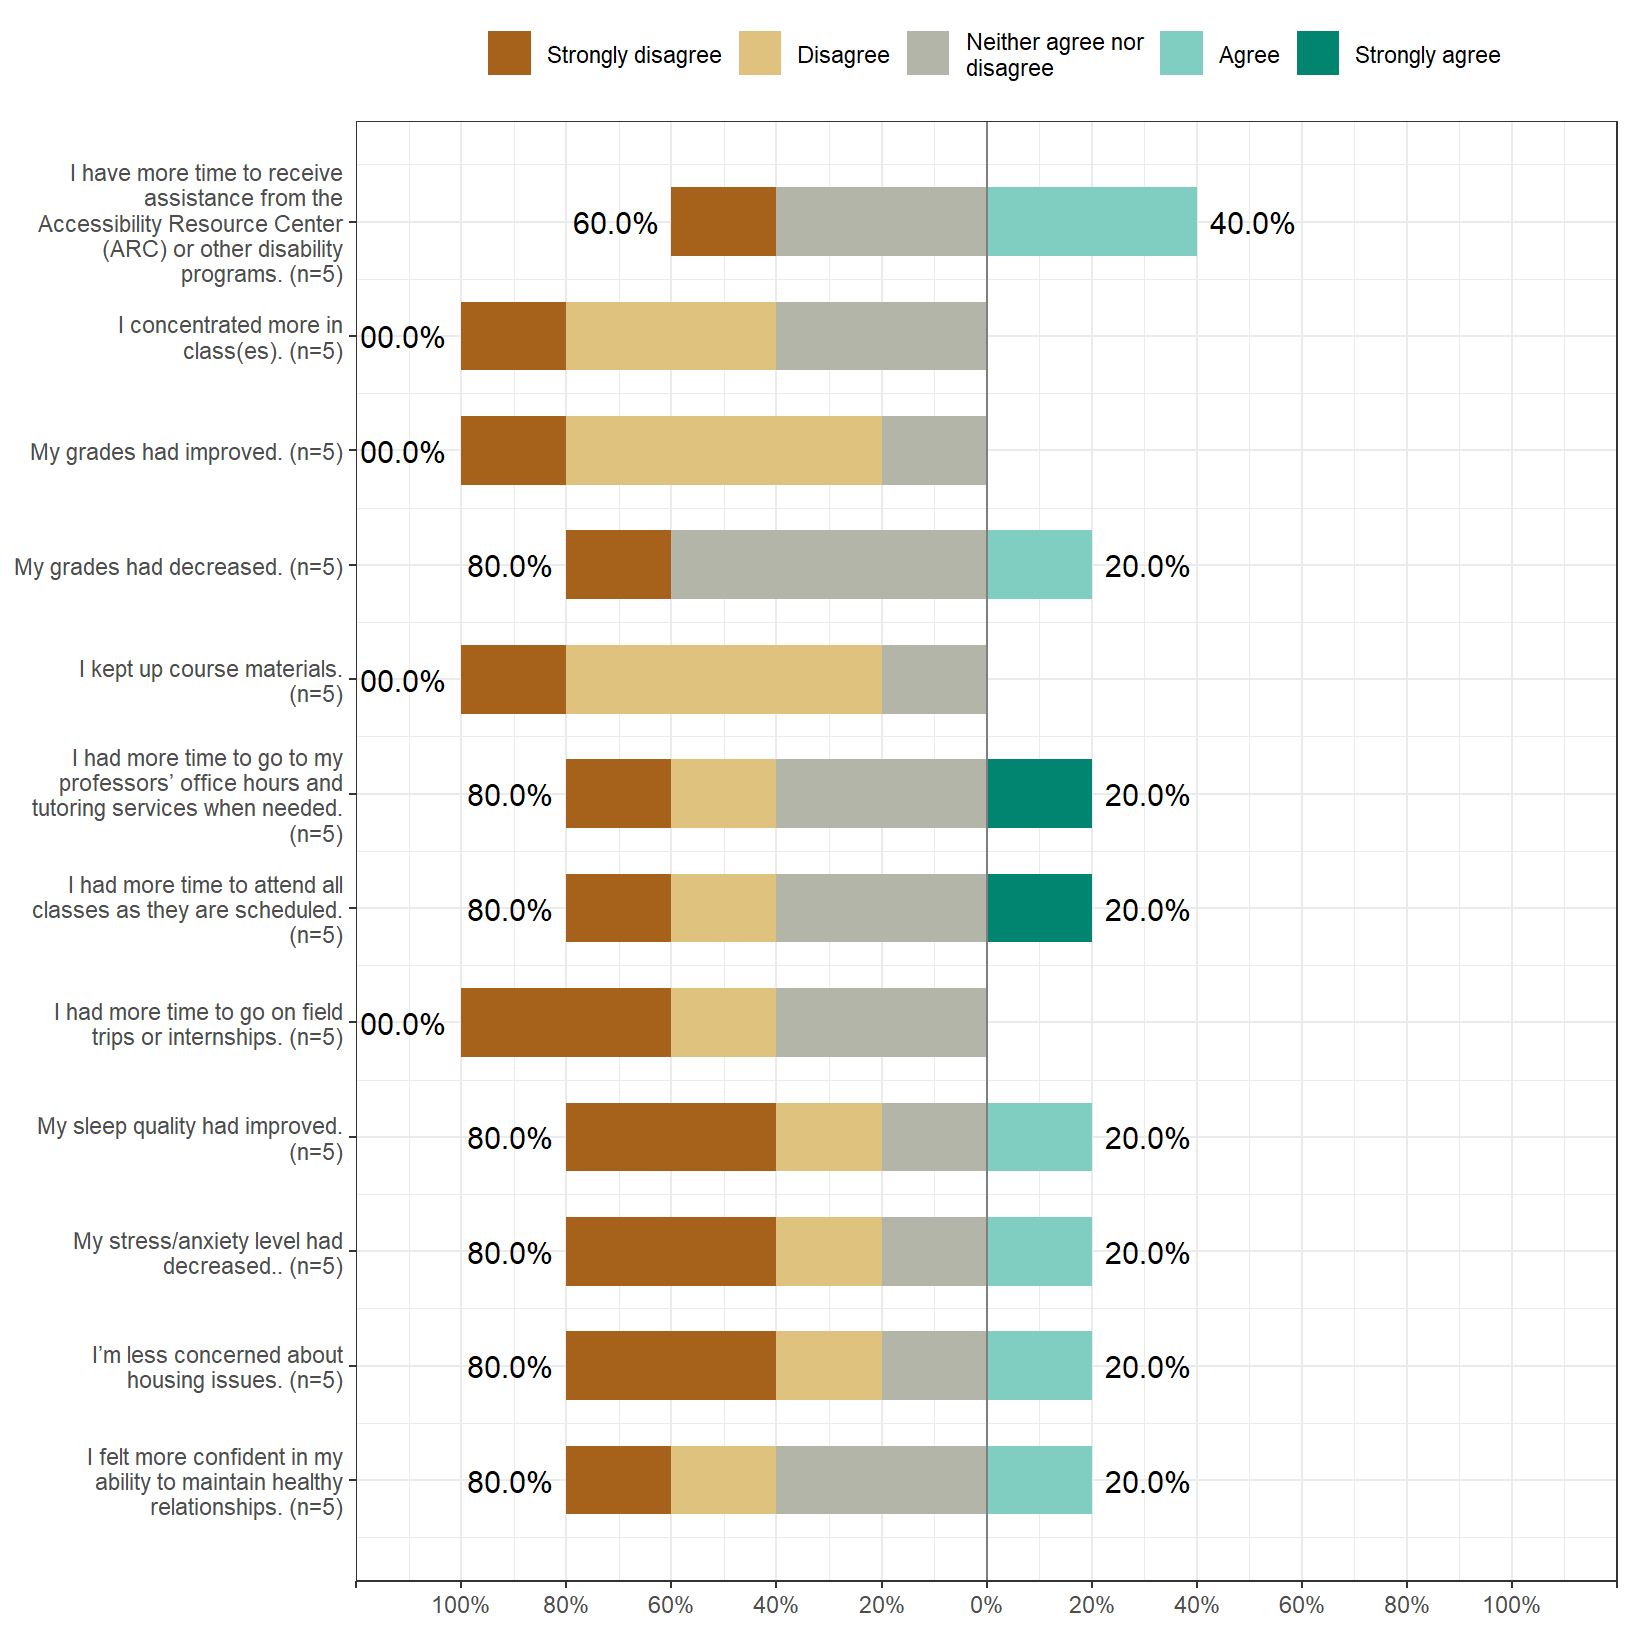 Strongly disagree
Disagree
Neither agree nor
disagree
Agree
Strongly agree
I have more time to receive
assistance from the
Accessibility Resource Center
(ARC) or other disability
programs. (n=5)
60.0%
40.0%
I concentrated more in
class(es). (n=5)
00.0%
My grades had improved. (n=5)
00.0%
My grades had decreased. (n=5)
80.0%
20.0%
I kept up course materials.
(n=5)
00.0%
I had more time to go to my
professors’ office hours and
tutoring services when needed.
(n=5)
80.0%
20.0%
I had more time to attend all
classes as they are scheduled.
(n=5)
80.0%
20.0%
I had more time to go on field
trips or internships. (n=5)
00.0%
My sleep quality had improved.
(n=5)
80.0%
20.0%
My stress/anxiety level had
decreased.. (n=5)
80.0%
20.0%
I’m less concerned about
housing issues. (n=5)
80.0%
20.0%
I felt more confident in my
ability to maintain healthy
relationships. (n=5)
80.0%
20.0%
100% 80% 60% 40% 20% 0% 20% 40% 60% 80% 100%